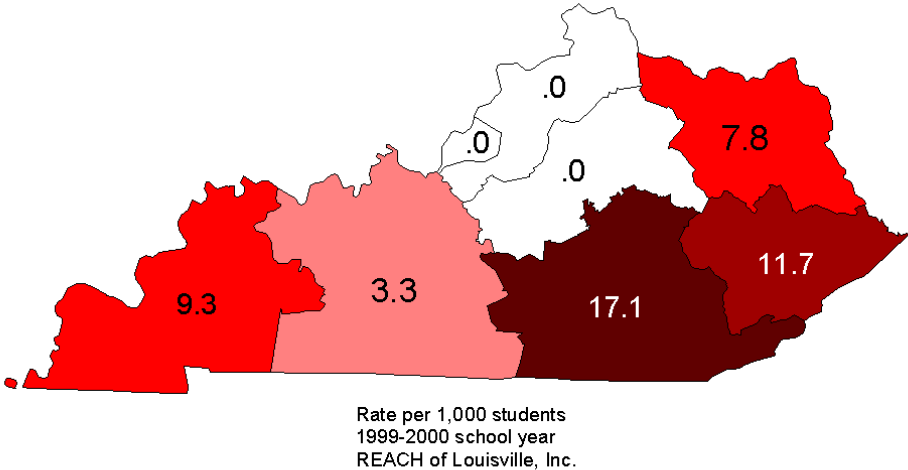 .0
.0
7.8
.0
11.7
3.3
9.3
17.1
Rate per 1,000 students
1999-2000 school year
REACH of Louisville, Inc.